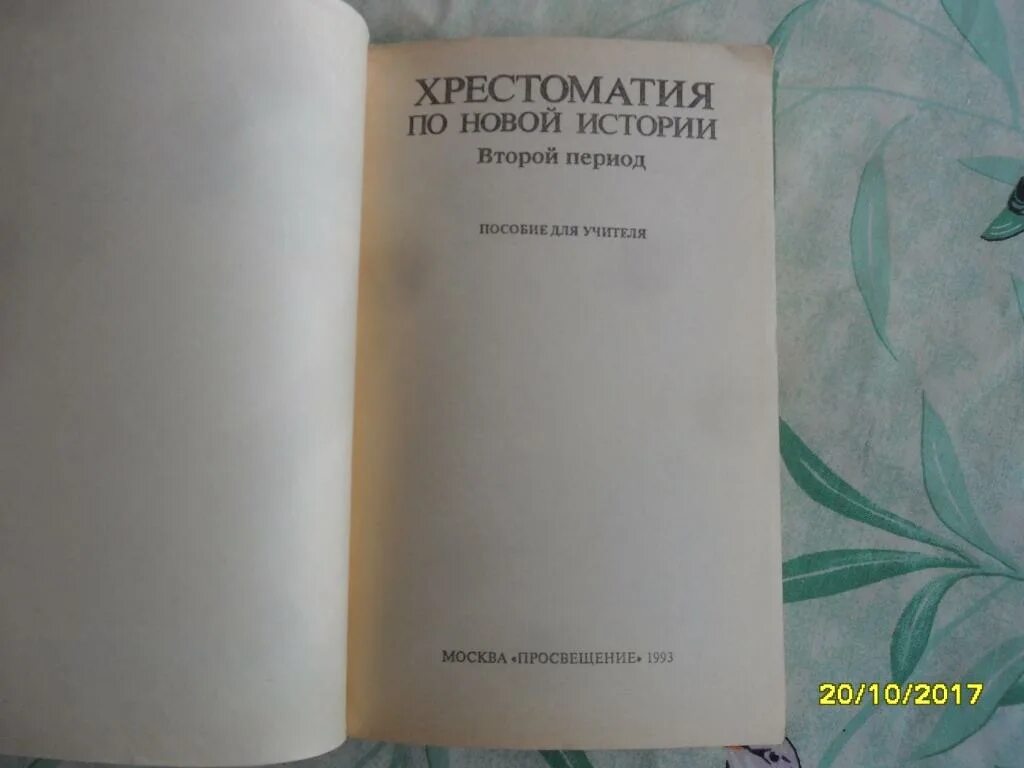 ХРЕСТОМАТИЯ
ПО НОВОЙ ИСТОРИИ
Второй период
ПОСОБИЕ ДЛЯ УЧИТЕЛЯ
МОСКВА «ПРОСВЕЩЕНИЕ» 1993
20/10/2017